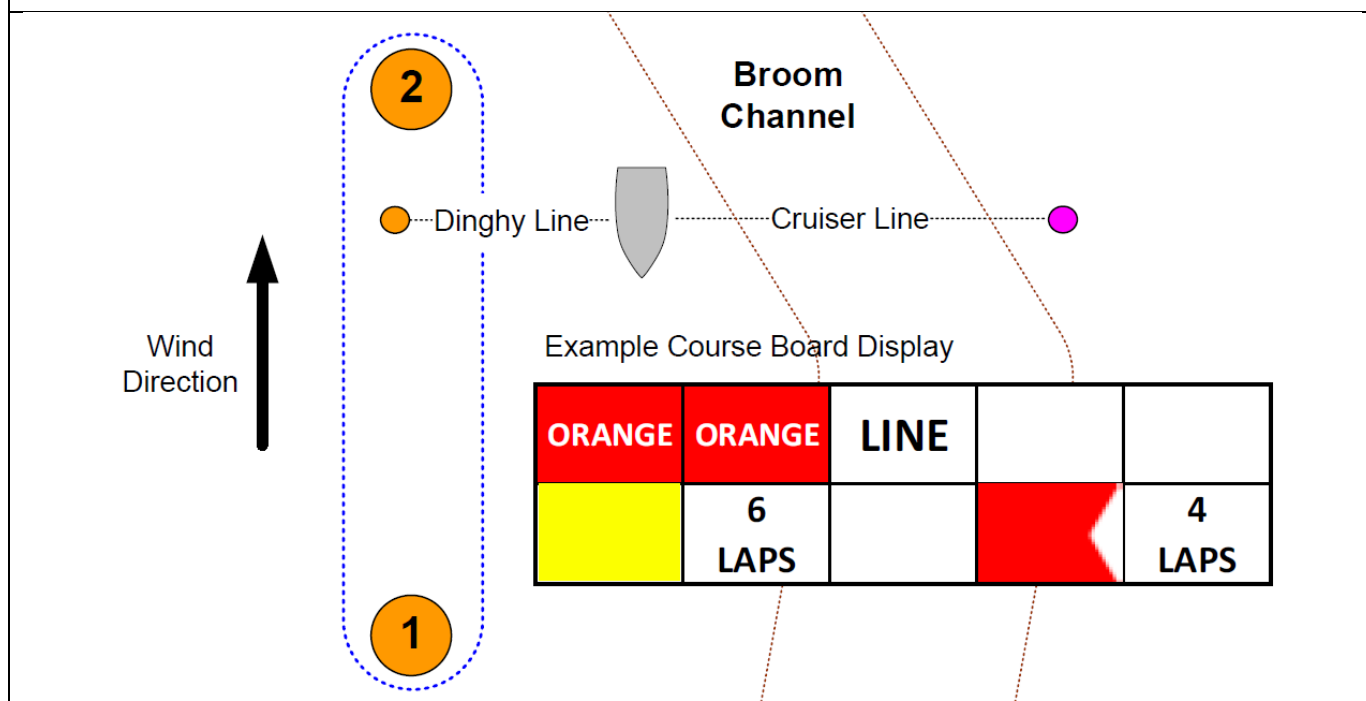 2
Broom
Channel
Dinghy Line
Cruiser Line
Wind
Direction
Example Course Board Display
ORANGE ORANGE LINE
6
LAPS
4
LAPS
1